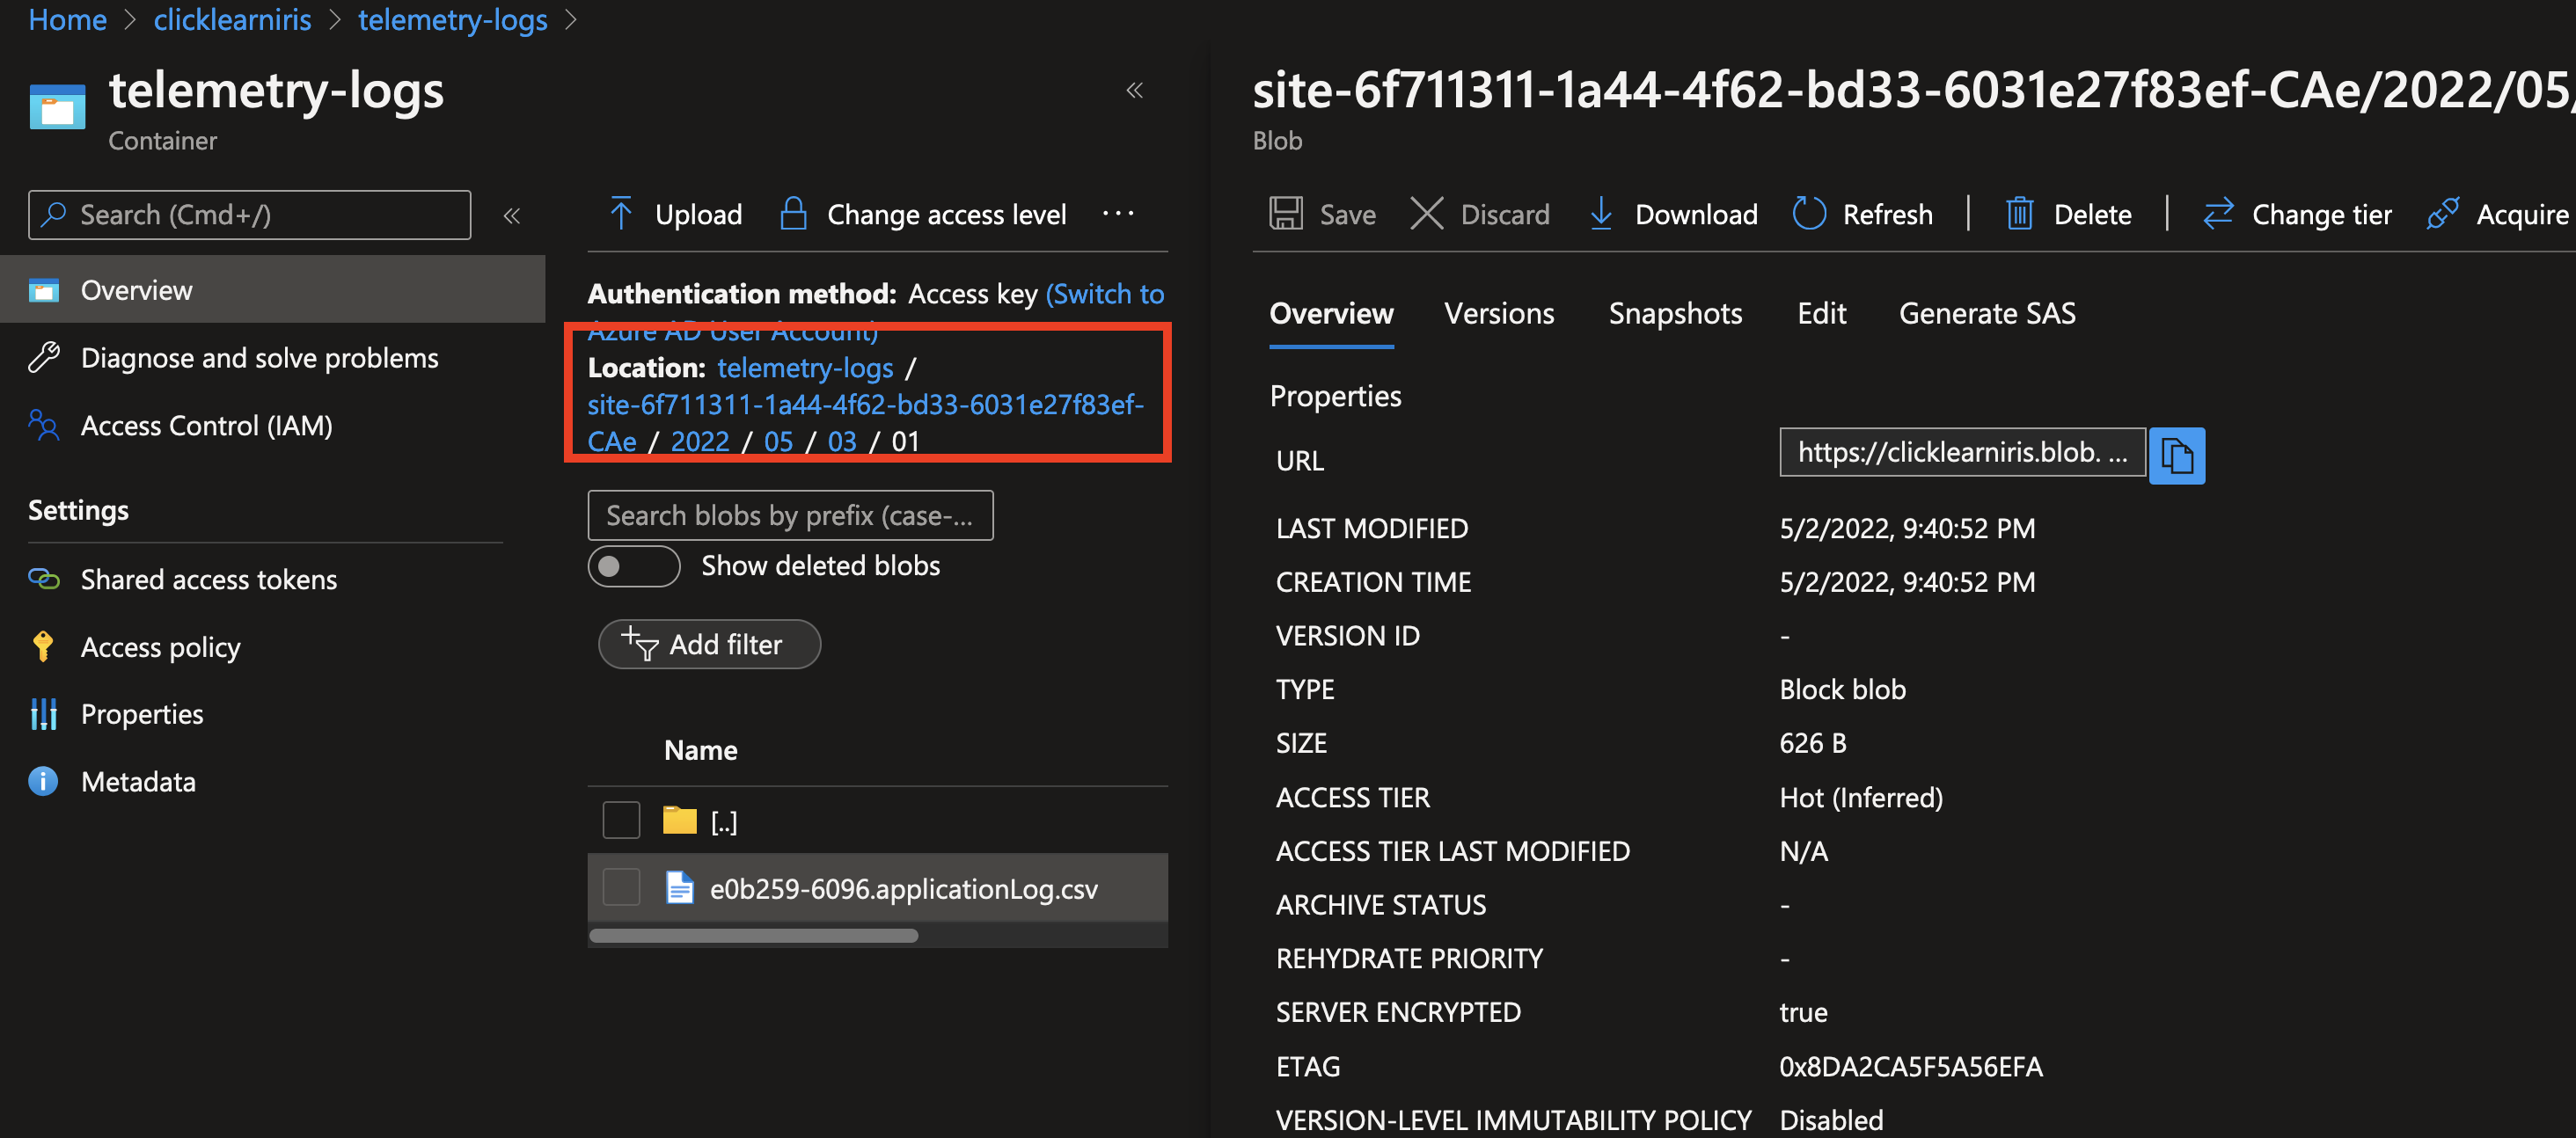 Home > clicklearniris > telemetry-logs >
telemetry-logs
Container
Search (Cmd+/)
Overview
Diagnose and solve problems
Access Control (IAM)
Settings
Shared access tokens
Access policy
Properties
Metadata
Upload Change access level ...
Authentication method: Access key (Switch to
Azure AD User Account)
Location: telemetry-logs /
site-6f711311-1a44-4f62-bd33-6031e27f83ef-
CAe / 2022 / 05 / 03 / 01
Search blobs by prefix (case-...
Show deleted blobs
Add filter
Name
[..]
e0b259-6096.applicationLog.csv
site-6f711311-1a44-4f62-bd33-6031e27f83ef-CAe/2022/05/
Blob
Save Discard Download Refresh | Delete | Change tier Acquire
Overview Versions Snapshots Edit Generate SAS
Properties
URL https://clicklearniris.blob. ...
LAST MODIFIED 5/2/2022, 9:40:52 PM
CREATION TIME 5/2/2022, 9:40:52 PM
VERSION ID -
TYPE Block blob
SIZE 626 B
ACCESS TIER Hot (Inferred)
ACCESS TIER LAST MODIFIED N/A
ARCHIVE STATUS -
REHYDRATE PRIORITY -
SERVER ENCRYPTED true
ETAG 0x8DA2CA5F5A56EFA
VERSION-LEVEL IMMUTABILITY POLICY Disabled